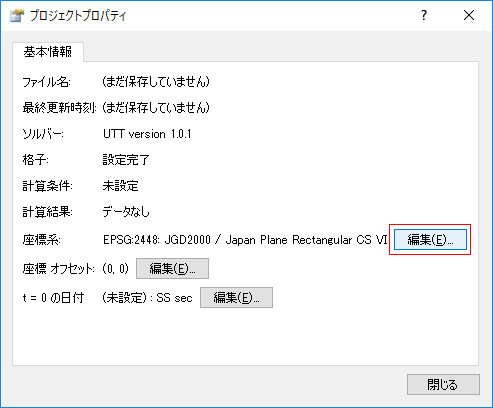 プロジェクトプロパティ
基本情報
ファイル名: (まだ保存していません)
最終更新時刻: (まだ保存していません)
ソルバー: UTT version 1.0.1
格子: 設定完了
計算条件: 未設定
計算結果: データなし
座標系: EPSG:2448: JGD2000 / Japan Plane Rectangular CS VI 編集(E)...
座標 オフセット: (0, 0) 編集(E)...
t = 0 の日付 (未設定) : SS sec 編集(E)...
閉じる